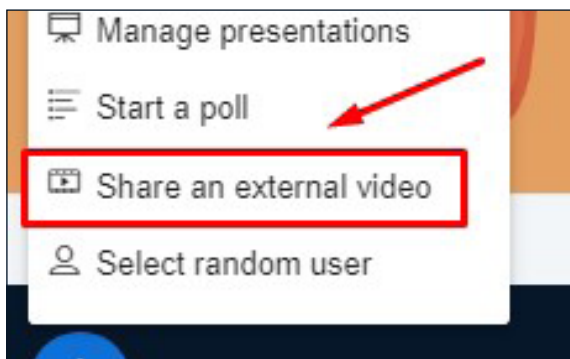 Manage presentations
Start a poll
Share an external video
Select random user